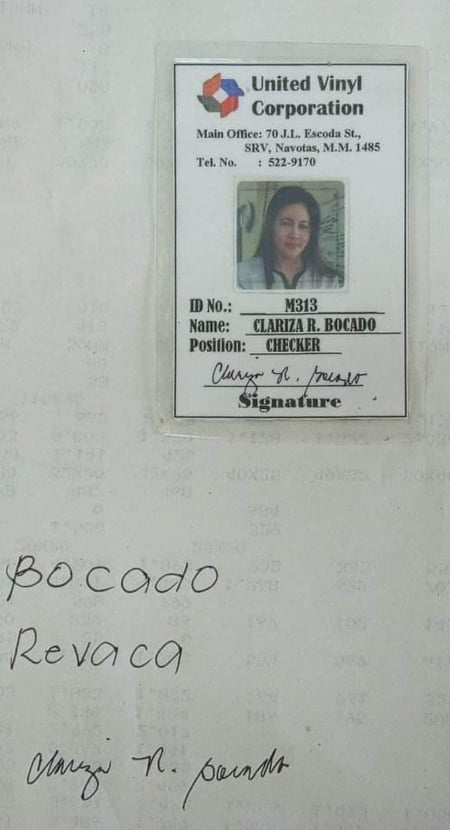 United Vinyl
Corporation
Main Office: 70 J.L. Escoda St.,
SRV, Navotas, M.M. 1485
Tel. No. : 522-9170
ID No.: M313
Name: CLARIZA R. BOCADO
Position: CHECKER
Clariza R. Bocado
Signature
BOCADO
Revaca
Clariza R. Bocado